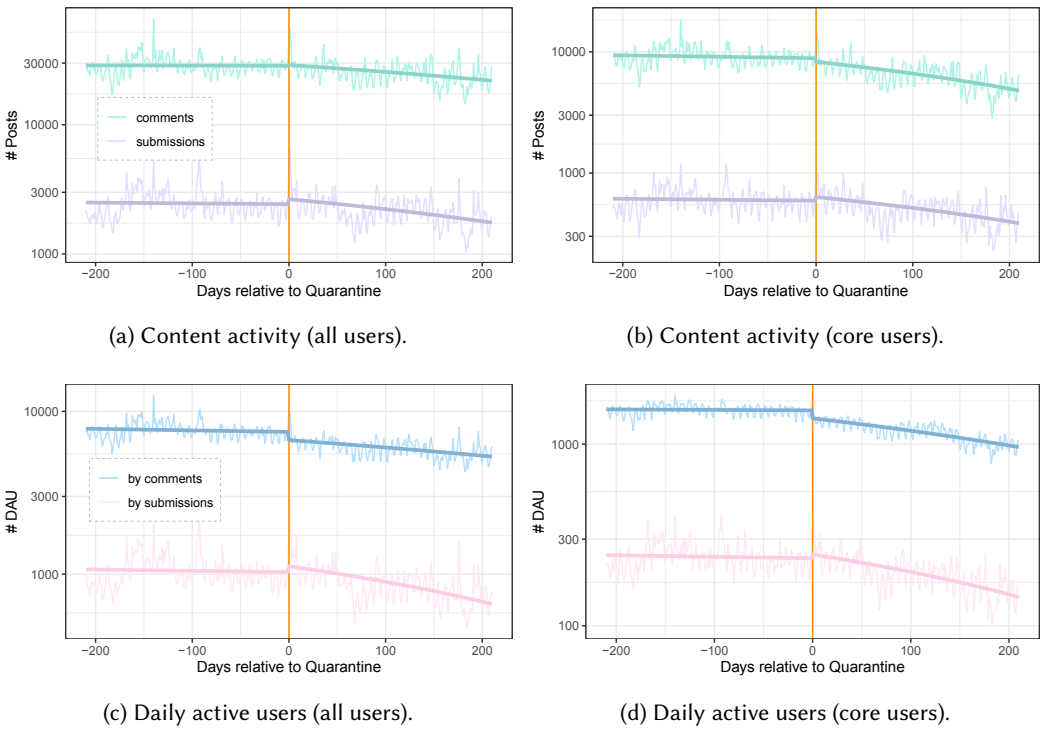 # Posts
30000
10000
3000
1000
comments
submissions
−200
−100
0
100
200
Days relative to Quarantine
(a) Content activity (all users).
# Posts
10000
3000
1000
300
−200
−100
0
100
200
Days relative to Quarantine
(b) Content activity (core users).
# DAU
10000
3000
1000
by comments
by submissions
−200
−100
0
100
200
Days relative to Quarantine
(c) Daily active users (all users).
# DAU
1000
300
100
−200
−100
0
100
200
Days relative to Quarantine
(d) Daily active users (core users).